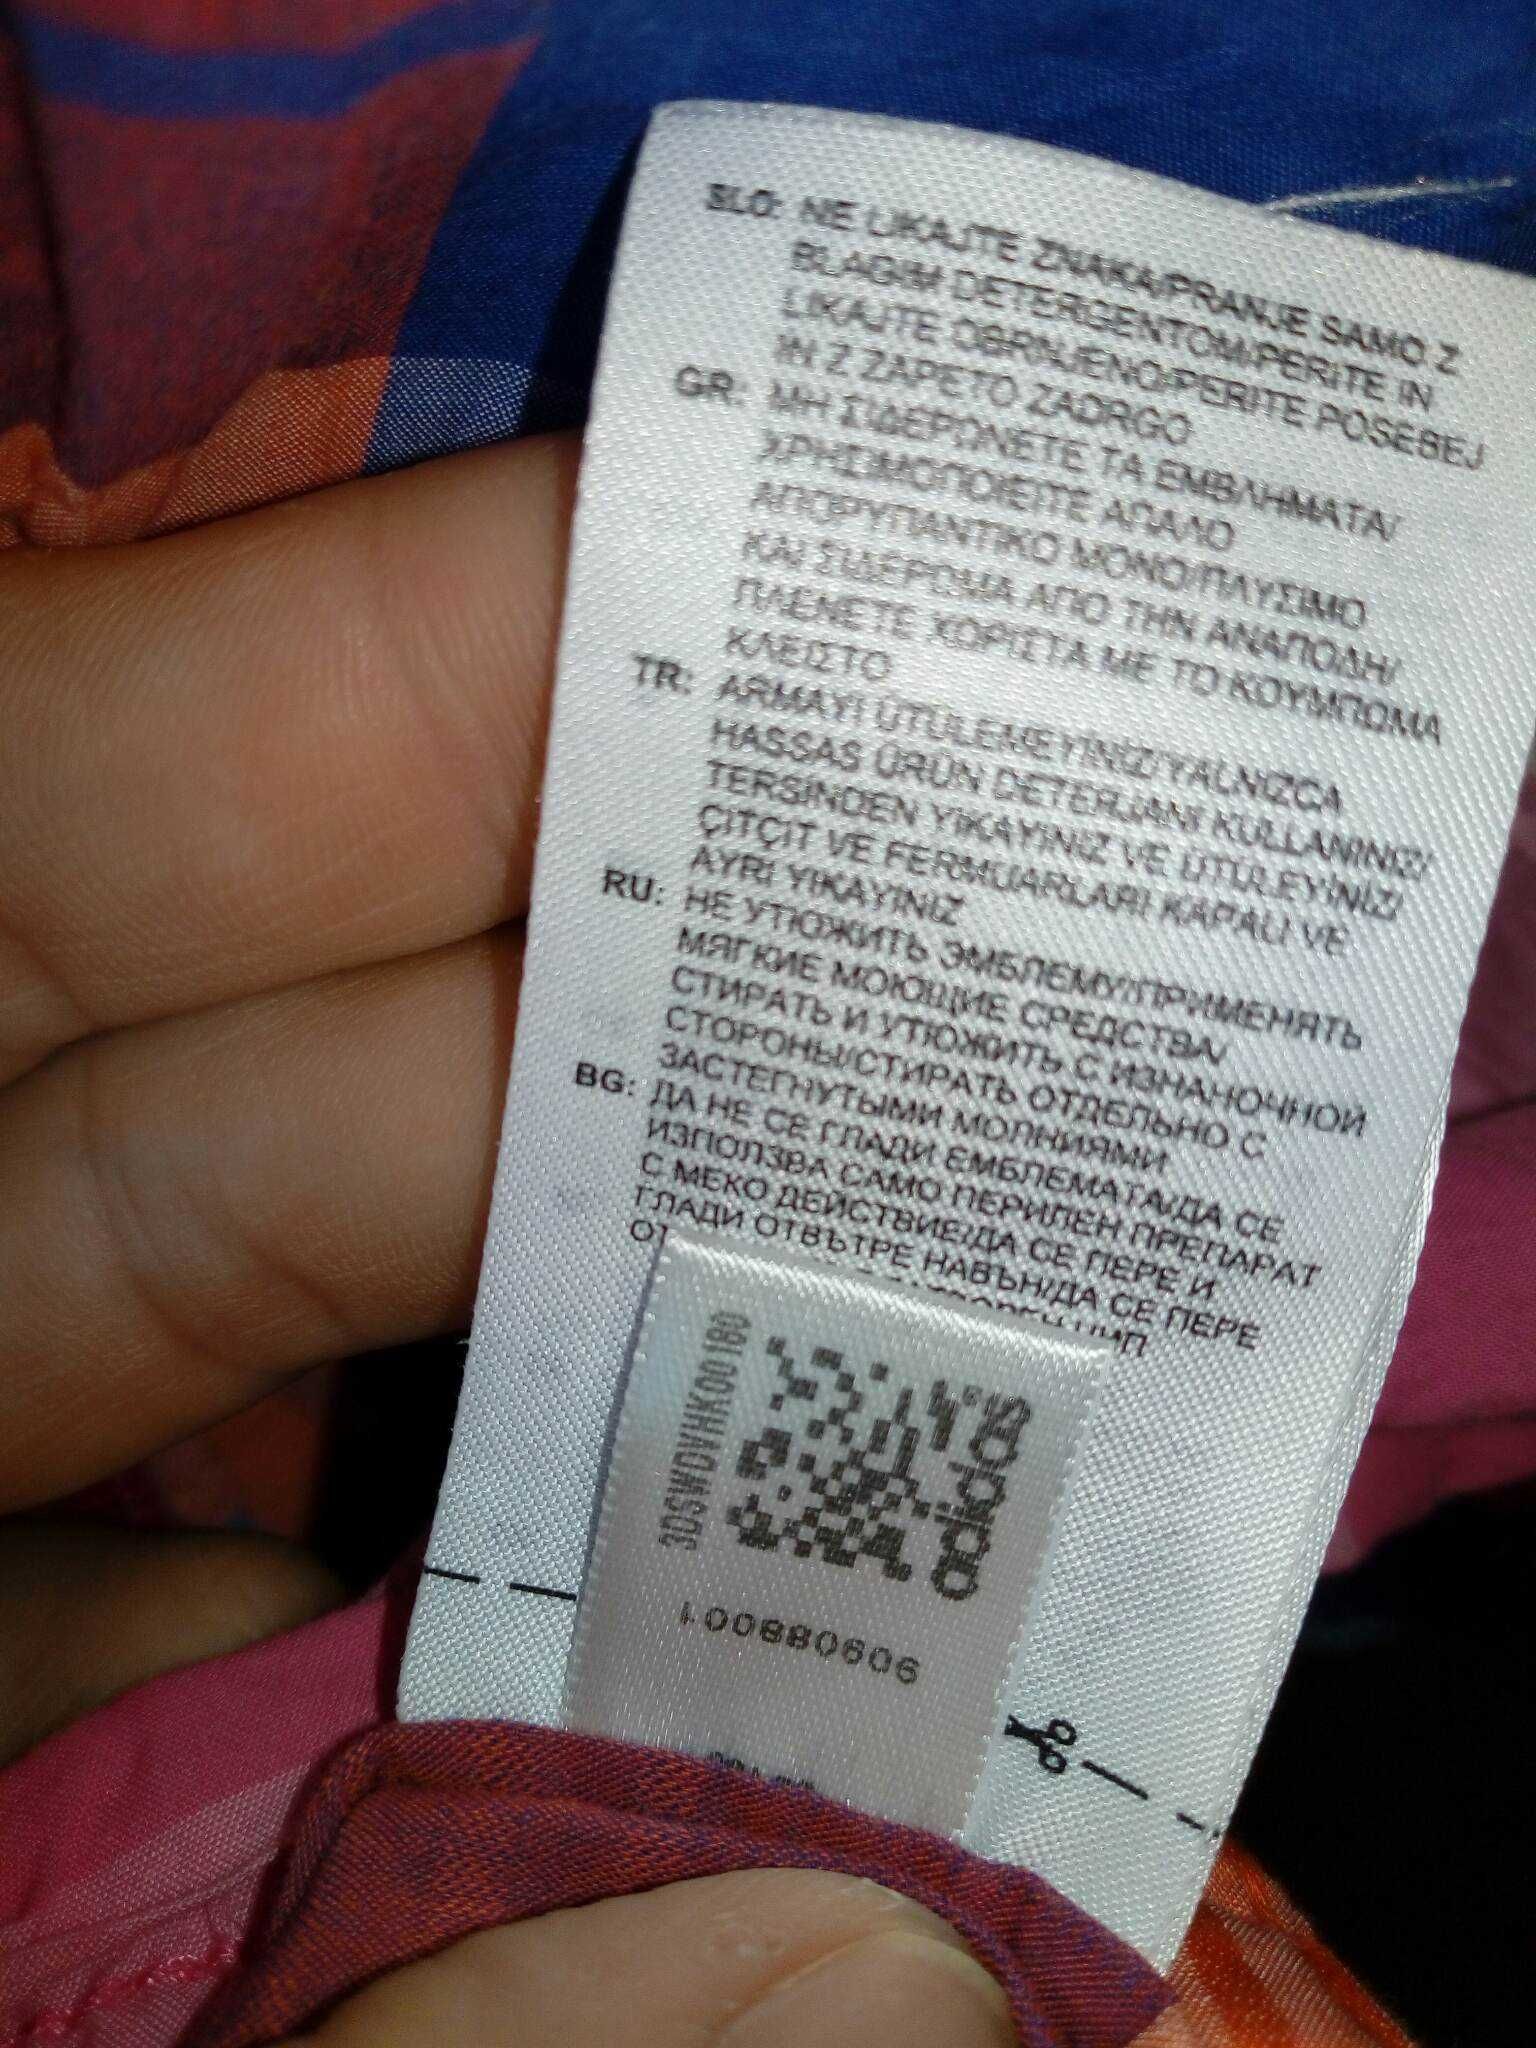 SLO: NE LIKAJTE ZNAKA/PRANJE SAMO Z
BLAGIM DETERGENTOM/PERITE IN
LIKAJTE OBRNJENO/PERITE POSEBEJ
IN Z ZAPETO ZADRGO
GR: ΜΗ ΣΙΔΕΡΩΝΕΤΕ ΤΑ ΕΜΒΛΗΜΑΤΑ/
ΧΡΗΣΙΜΟΠΟΙΕΙΤΕ ΑΠΑΛΟ
ΑΠΟΡΡΥΠΑΝΤΙΚΟ ΜΟΝΟ/ΠΛΥΣΙΜΟ
ΚΑΙ ΣΙΔΕΡΩΜΑ ΑΠΟ ΤΗΝ ΑΝΑΠΟΔΗ/
ΠΛΕΝΕΤΕ ΧΩΡΙΣΤΑ ΜΕ ΤΟ ΚΟΥΜΠΩΜΑ
ΚΛΕΙΣΤΟ
TR: ARMAYI ÜTÜLEMEYİNİZ/YALNIZCA
HASSAS ÜRÜN DETERJANI KULLANINIZ/
TERSİNDEN YIKAYINIZ VE ÜTÜLEYİNİZ/
ÇITÇIT VE FERMUARLARI KAPALI VE
AYRI YIKAYINIZ
RU: НЕ УТЮЖИТЬ ЭМБЛЕМУ/ПРИМЕНЯТЬ
МЯГКИЕ МОЮЩИЕ СРЕДСТВА/
СТИРАТЬ И УТЮЖИТЬ С ИЗНАНОЧНОЙ
СТОРОНЫ/СТИРАТЬ ОТДЕЛЬНО С
ЗАСТЕГНУТЫМИ МОЛНИЯМИ
BG: ДА НЕ СЕ ГЛАДИ ЕМБЛЕМАТА/ДА СЕ
ИЗПОЛЗВА САМО ПЕРИЛЕН ПРЕПАРАТ
С МЕКО ДЕЙСТВИЕ/ДА СЕ ПЕРЕ И
ГЛАДИ ОТВЪТРЕ НАВЪН/ДА СЕ ПЕРЕ
ЦИП
3DSWDVHK00180
adidas
906088001